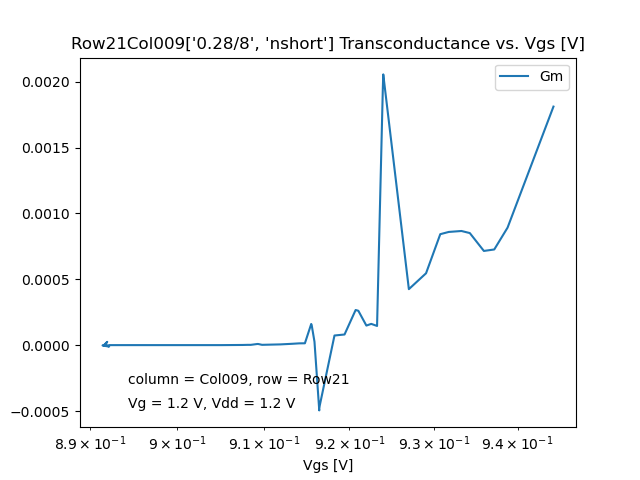 Row21Col009['0.28/8', 'nshort'] Transconductance vs. Vgs [V]
Gm
0.0020
0.0015
0.0010
0.0005
0.0000
−0.0005
column = Col009, row = Row21
Vg = 1.2 V, Vdd = 1.2 V
8.9 × 10⁻¹ 9 × 10⁻¹ 9.1 × 10⁻¹ 9.2 × 10⁻¹ 9.3 × 10⁻¹ 9.4 × 10⁻¹
Vgs [V]